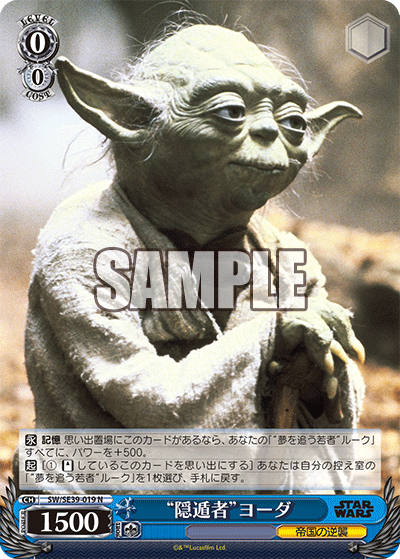 LEVEL
0
0
COST
SAMPLE
永 記憶 思い出置場にこのカードがあるなら、あなたの「“夢を追う若者”ルーク」
すべてに、パワーを+500。
起 [① しているこのカードを思い出にする] あなたは自分の控え室の
「“夢を追う若者”ルーク」を1枚選び、手札に戻す。
CH SW/SE39-019 N
POWER
1500
“隠遁者”ヨーダ
STAR WARS
帝国の逆襲
©&™Lucasfilm Ltd.